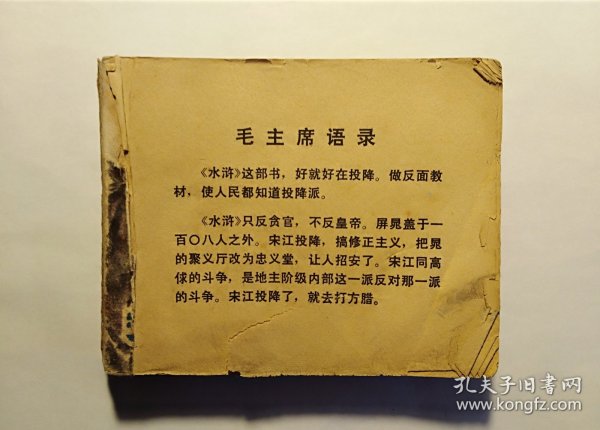 毛主席语录
《水浒》这部书，好就好在投降。做反面教
材，使人民都知道投降派。
《水浒》只反贪官，不反皇帝。屏晁盖于一
百〇八人之外。宋江投降，搞修正主义，把晁
的聚义厅改为忠义堂，让人招安了。宋江同高
俅的斗争，是地主阶级内部这一派反对那一派
的斗争。宋江投降了，就去打方腊。
孔夫子旧书网
www.kongfz.com